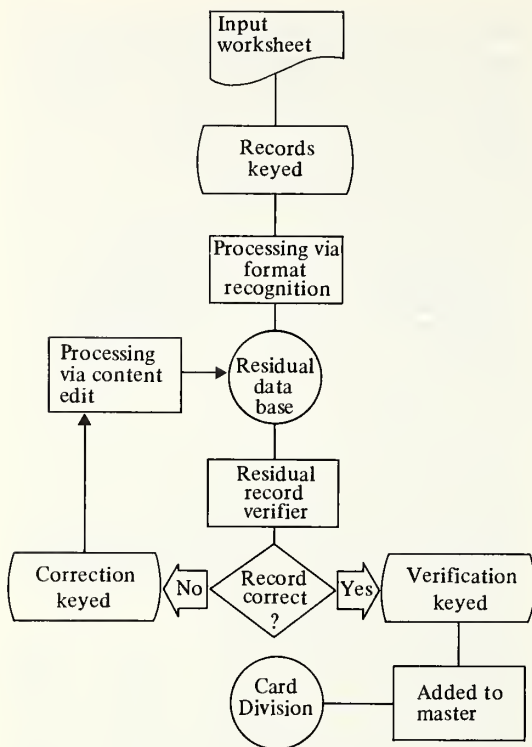 Input
worksheet
Records
keyed
Processing via
format
recognition
Processing
via content
edit
Residual
data
base
Residual
record
verifier
Correction
keyed
No
Record
correct
?
Yes
Verification
keyed
Card
Division
Added to
master